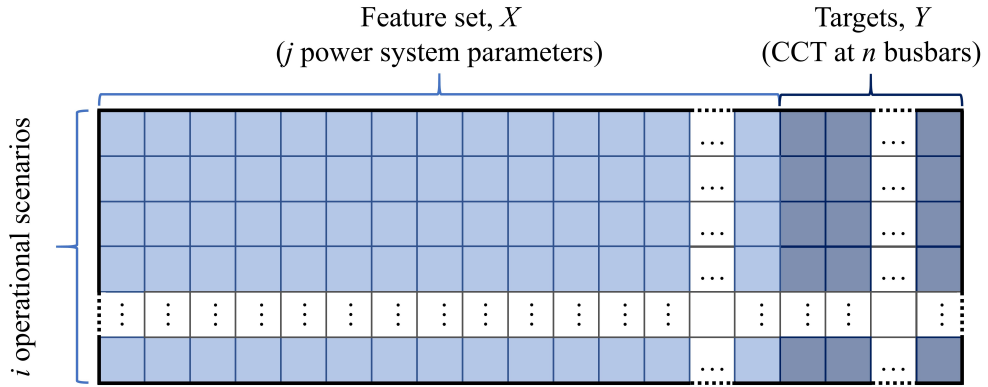 Feature set, X
(j power system parameters)
Targets, Y
(CCT at n busbars)
i operational scenarios
... ...
... ...
... ...
... ...
⋮ ⋮ ⋮ ⋮ ⋮ ⋮ ⋮ ⋮ ⋮ ⋮ ⋮ ⋮ ⋮ ⋮ ⋮ ⋮ ⋮
... ...